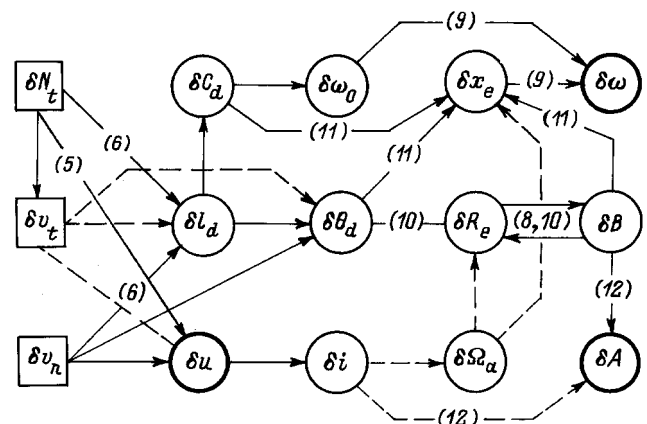 (9)
δN_t δC_d δω_0 δx_e (9) δω
(6) (11) (11)
(5) (11)
δv_t δl_d δθ_d (10) δR_e (8,10) δB
(6) (12)
δv_n δu δi δΩ_a δA
(12)